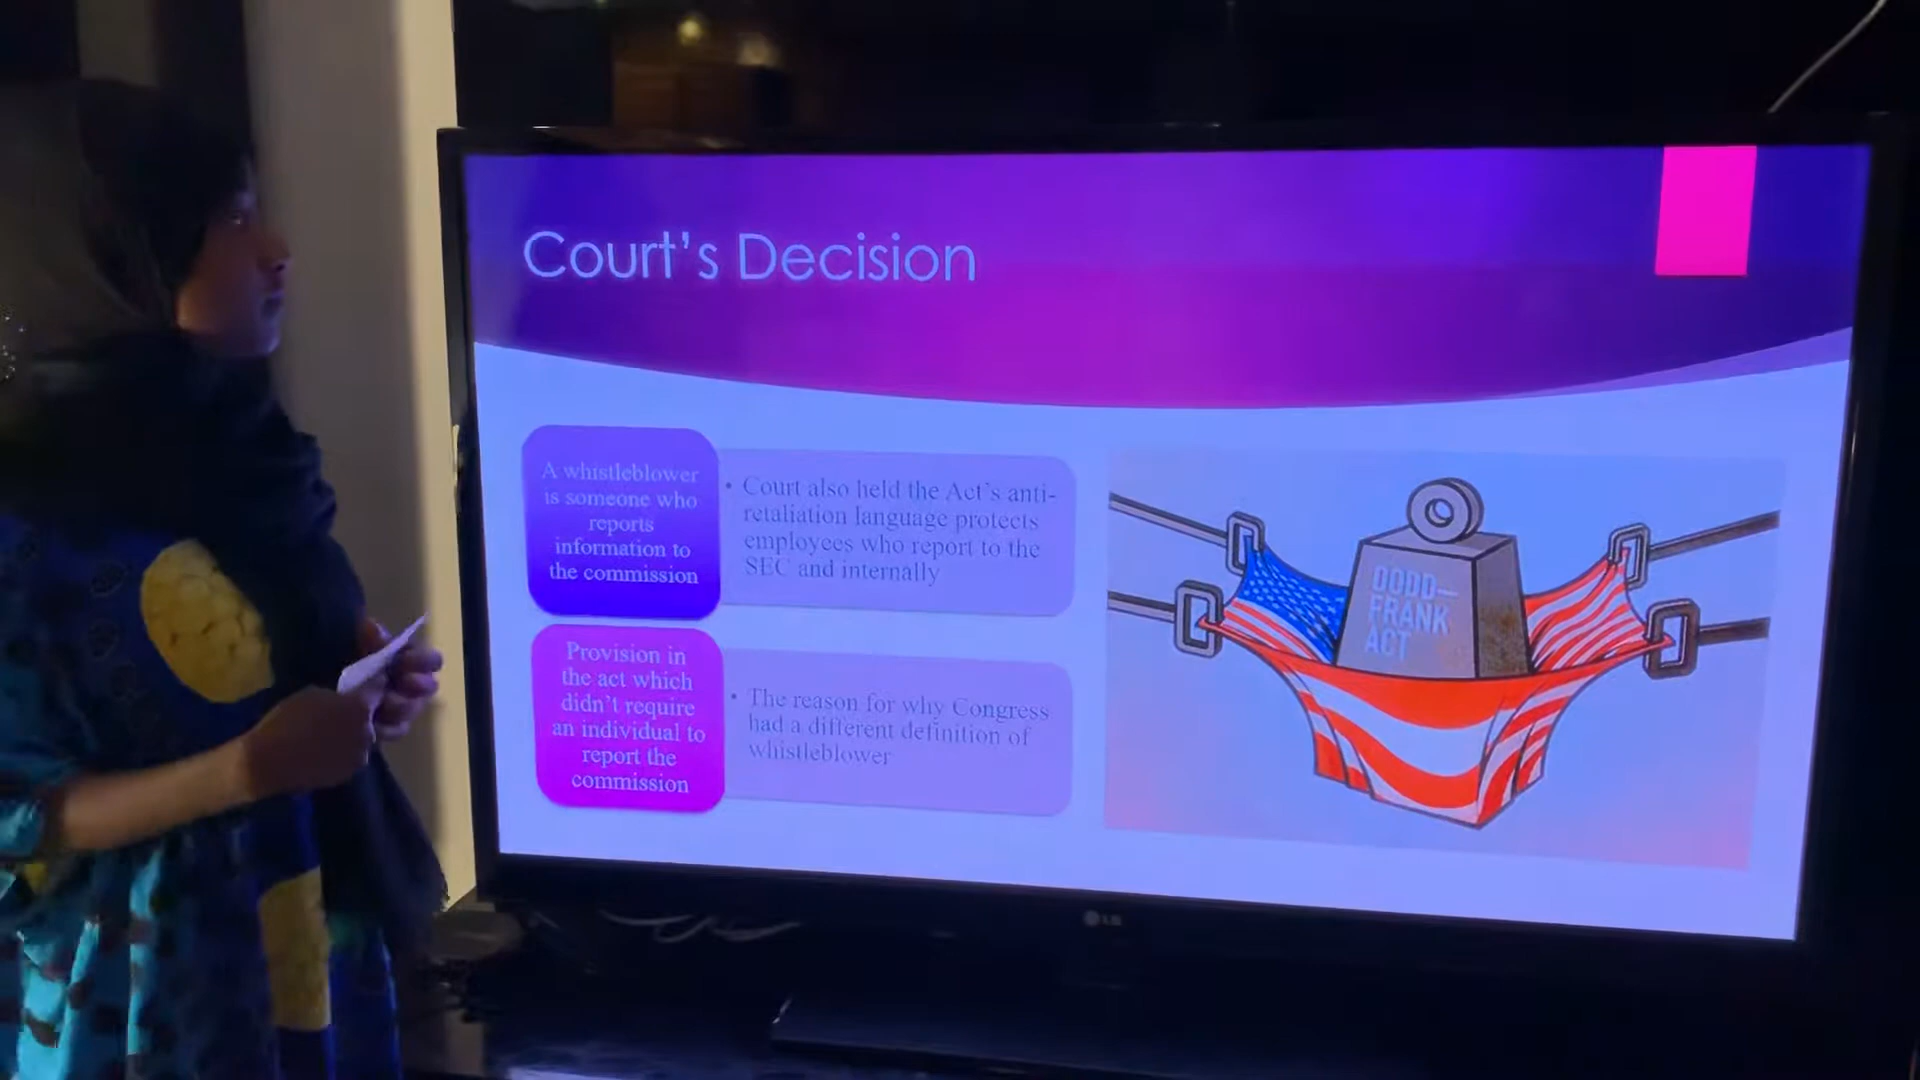 Court's Decision
A whistleblower
is someone who
reports
information to
the commission
• Court also held the Act's anti-
retaliation language protects
employees who report to the
SEC and internally
Provision in
the act which
didn't require
an individual to
report the
commission
• The reason for why Congress
had a different definition of
whistleblower
DODD–
FRANK
ACT
LG